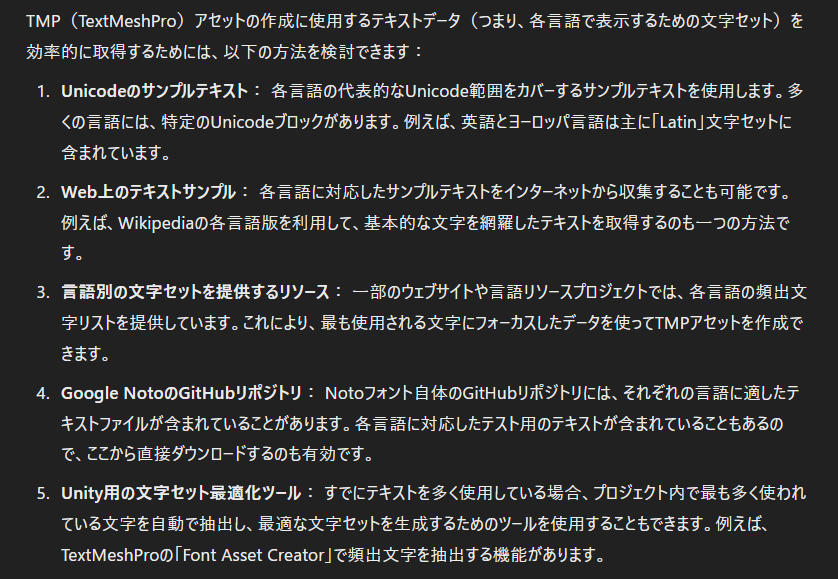 TMP（TextMeshPro）アセットの作成に使用するテキストデータ（つまり、各言語で表示するための文字セット）を
効率的に取得するためには、以下の方法を検討できます：
1. Unicodeのサンプルテキスト： 各言語の代表的なUnicode範囲をカバーするサンプルテキストを使用します。多
くの言語には、特定のUnicodeブロックがあります。例えば、英語とヨーロッパ言語は主に「Latin」文字セットに
含まれています。
2. Web上のテキストサンプル： 各言語に対応したサンプルテキストをインターネットから収集することも可能です。
例えば、Wikipediaの各言語版を利用して、基本的な文字を網羅したテキストを取得するのも一つの方法で
す。
3. 言語別の文字セットを提供するリソース： 一部のウェブサイトや言語リソースプロジェクトでは、各言語の頻出文
字リストを提供しています。これにより、最も使用される文字にフォーカスしたデータを使ってTMPアセットを作成で
きます。
4. Google NotoのGitHubリポジトリ： Notoフォント自体のGitHubリポジトリには、それぞれの言語に適したテ
キストファイルが含まれていることがあります。各言語に対応したテスト用のテキストが含まれていることもあるの
で、ここから直接ダウンロードするのも有効です。
5. Unity用の文字セット最適化ツール： すでにテキストを多く使用している場合、プロジェクト内で最も多く使われ
ている文字を自動で抽出し、最適な文字セットを生成するためのツールを使用することもできます。例えば、
TextMeshProの「Font Asset Creator」で頻出文字を抽出する機能があります。